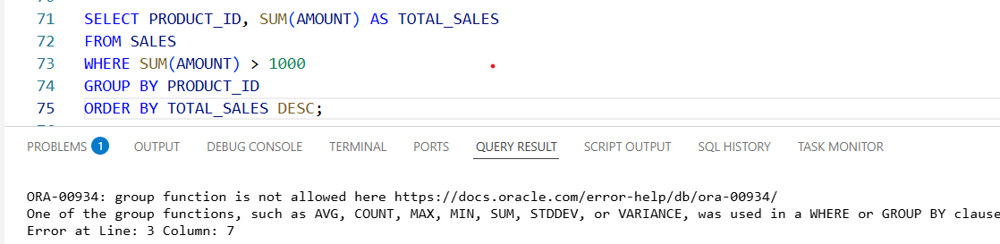 71 SELECT PRODUCT_ID, SUM(AMOUNT) AS TOTAL_SALES
72 FROM SALES
73 WHERE SUM(AMOUNT) > 1000
74 GROUP BY PRODUCT_ID
75 ORDER BY TOTAL_SALES DESC;
PROBLEMS 1 OUTPUT DEBUG CONSOLE TERMINAL PORTS QUERY RESULT SCRIPT OUTPUT SQL HISTORY TASK MONITOR
ORA-00934: group function is not allowed here https://docs.oracle.com/error-help/db/ora-00934/
One of the group functions, such as AVG, COUNT, MAX, MIN, SUM, STDDEV, or VARIANCE, was used in a WHERE or GROUP BY clause
Error at Line: 3 Column: 7